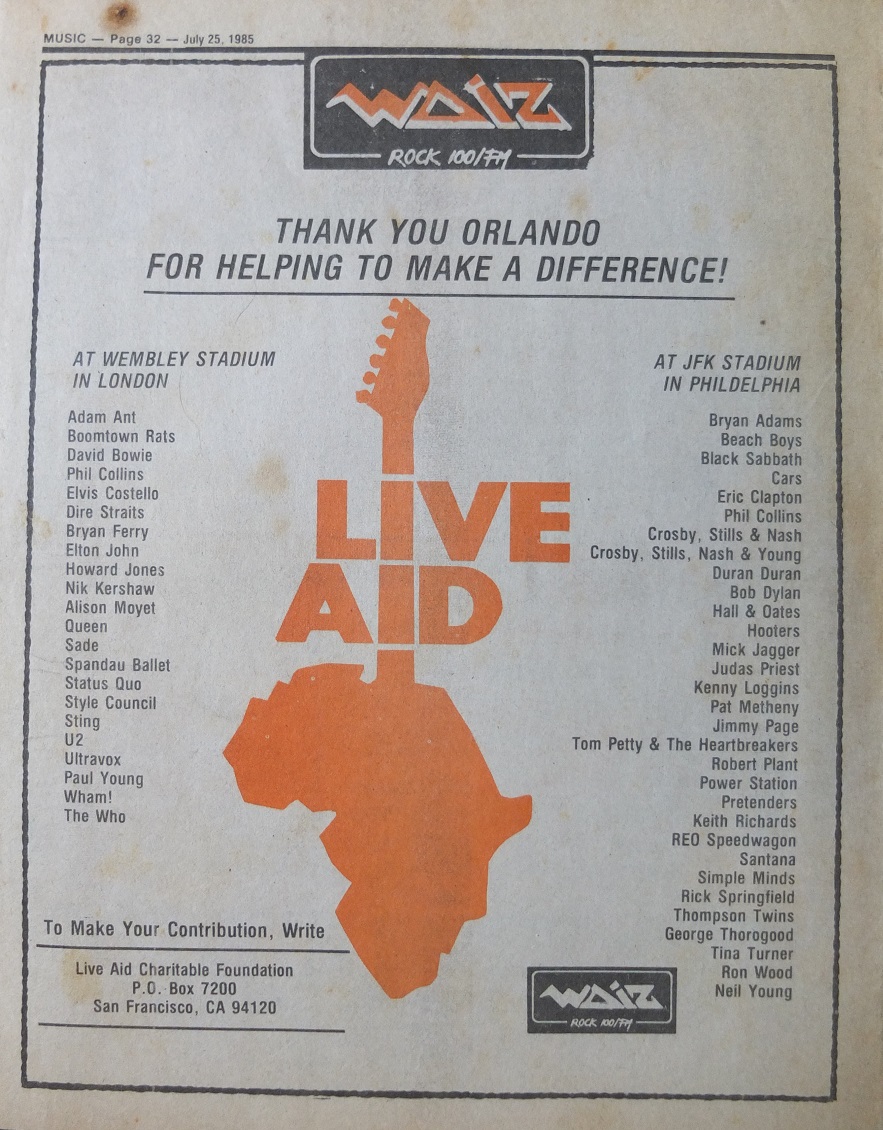 MUSIC — Page 32 — July 25, 1985
WDIZ
ROCK 100/FM
THANK YOU ORLANDO
FOR HELPING TO MAKE A DIFFERENCE!
AT WEMBLEY STADIUM
IN LONDON
Adam Ant
Boomtown Rats
David Bowie
Phil Collins
Elvis Costello
Dire Straits
Bryan Ferry
Elton John
Howard Jones
Nik Kershaw
Alison Moyet
Queen
Sade
Spandau Ballet
Status Quo
Style Council
Sting
U2
Ultravox
Paul Young
Wham!
The Who
LIVE
AID
AT JFK STADIUM
IN PHILDELPHIA
Bryan Adams
Beach Boys
Black Sabbath
Cars
Eric Clapton
Phil Collins
Crosby, Stills & Nash
Crosby, Stills, Nash & Young
Duran Duran
Bob Dylan
Hall & Oates
Hooters
Mick Jagger
Judas Priest
Kenny Loggins
Pat Metheny
Jimmy Page
Tom Petty & The Heartbreakers
Robert Plant
Power Station
Pretenders
Keith Richards
REO Speedwagon
Santana
Simple Minds
Rick Springfield
Thompson Twins
George Thorogood
Tina Turner
Ron Wood
Neil Young
To Make Your Contribution, Write
Live Aid Charitable Foundation
P.O. Box 7200
San Francisco, CA 94120
WDIZ
ROCK 100/FM